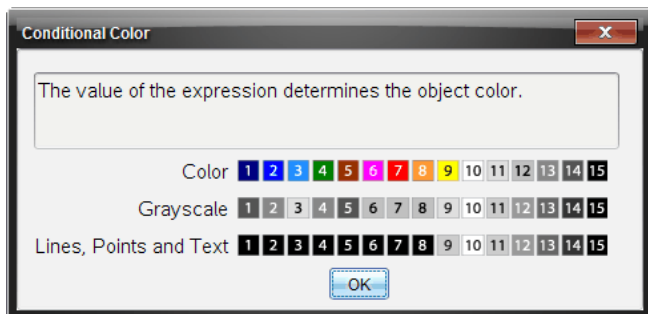 Conditional Color
x
The value of the expression determines the object color.
Color 1 2 3 4 5 6 7 8 9 10 11 12 13 14 15
Grayscale 1 2 3 4 5 6 7 8 9 10 11 12 13 14 15
Lines, Points and Text 1 2 3 4 5 6 7 8 9 10 11 12 13 14 15
OK